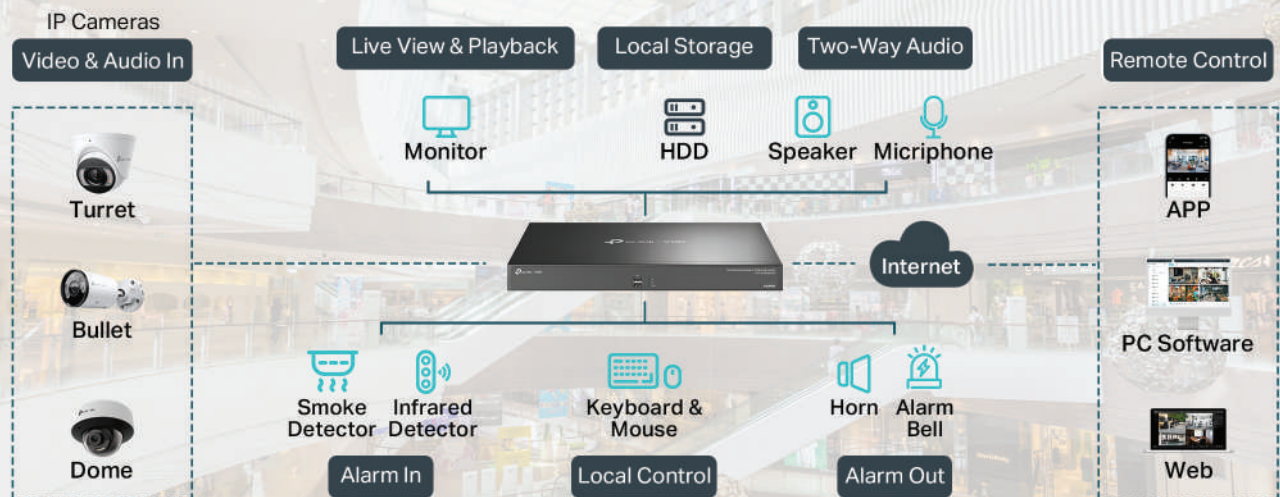 IP Cameras
Video & Audio In
Live View & Playback
Local Storage
Two-Way Audio
Remote Control
Monitor
HDD
Speaker
Micriphone
Turret
APP
Internet
Bullet
PC Software
Smoke
Detector
Infrared
Detector
Keyboard &
Mouse
Horn
Alarm
Bell
Dome
Alarm In
Local Control
Alarm Out
Web